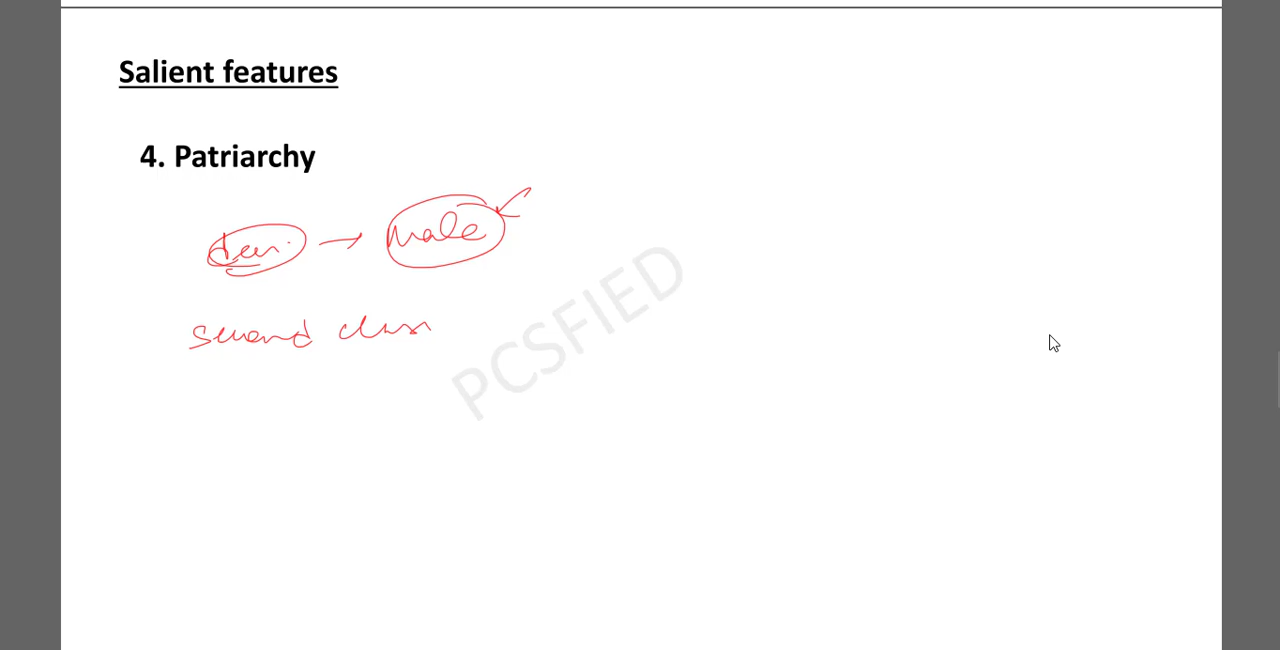 Salient features
4. Patriarchy
Male
second class
PCSFIED